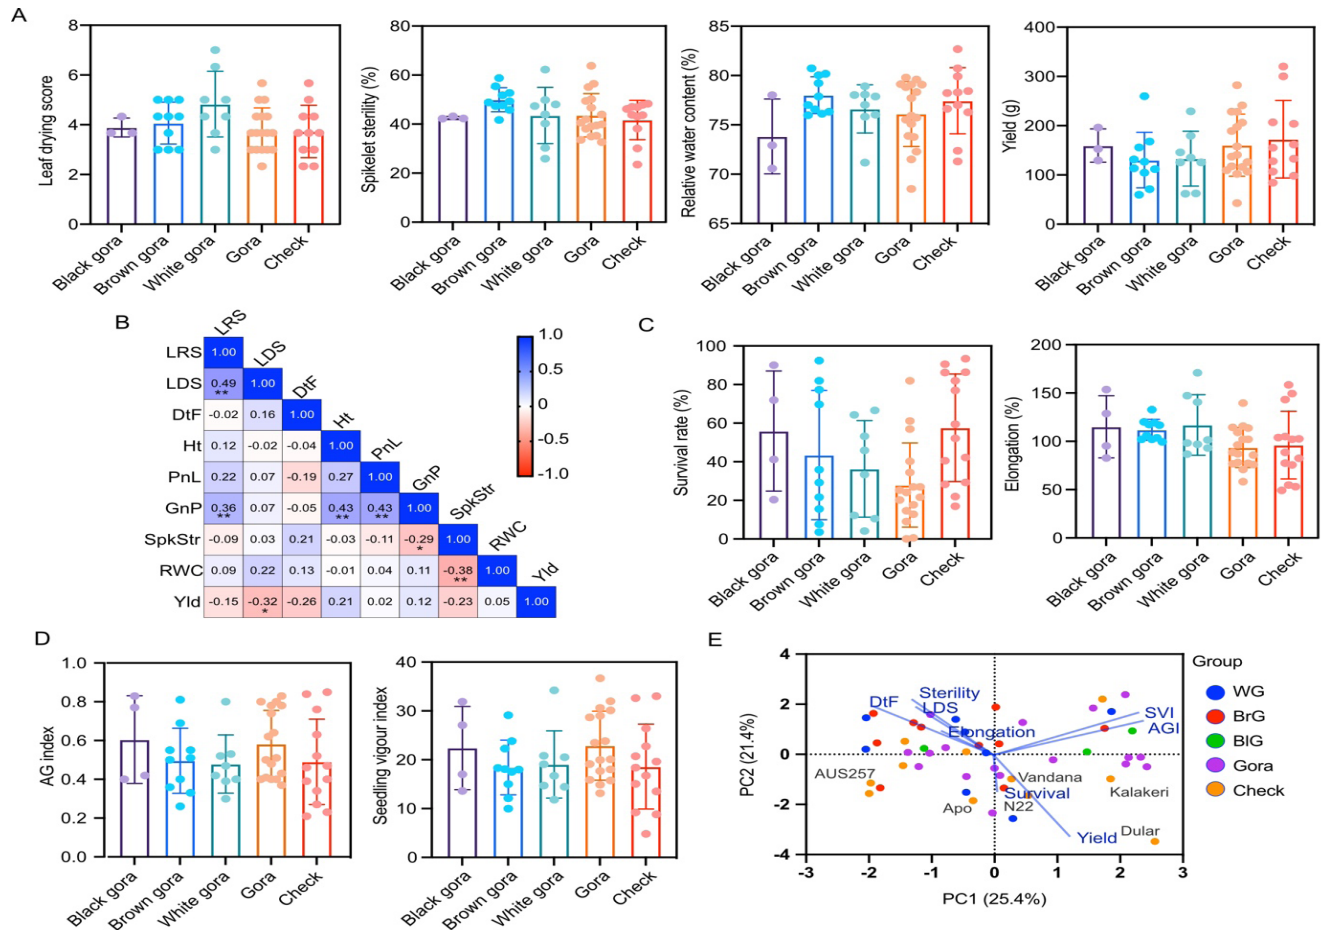 A
Leaf drying score
8
6
4
2
0
Black gora
Brown gora
White gora
Gora
Check
Spikelet sterility (%)
80
60
40
20
0
Black gora
Brown gora
White gora
Gora
Check
Relative water content (%)
85
80
75
70
65
Black gora
Brown gora
White gora
Gora
Check
Yield (g)
400
300
200
100
0
Black gora
Brown gora
White gora
Gora
Check
B
LRS
LDS
DtF
Ht
PnL
GnP
SpkStr
RWC
Yld
LRS 1.00
LDS 0.49 ** 1.00
DtF -0.02 0.16 1.00
Ht 0.12 -0.02 -0.04 1.00
PnL 0.22 0.07 -0.19 0.27 1.00
GnP 0.36 ** 0.07 -0.05 0.43 ** 0.43 ** 1.00
SpkStr -0.09 0.03 0.21 -0.03 -0.11 -0.29 * 1.00
RWC 0.09 0.22 0.13 -0.01 0.04 0.11 -0.38 ** 1.00
Yld -0.15 -0.32 * -0.26 0.21 0.02 0.12 -0.23 0.05 1.00
1.0
0.5
0
-0.5
-1.0
C
Survival rate (%)
100
80
60
40
20
0
Black gora
Brown gora
White gora
Gora
Check
Elongation (%)
200
150
100
50
0
Black gora
Brown gora
White gora
Gora
Check
D
AG index
1.0
0.8
0.6
0.4
0.2
0.0
Black gora
Brown gora
White gora
Gora
Check
Seedling vigour index
40
30
20
10
0
Black gora
Brown gora
White gora
Gora
Check
E
PC2 (21.4%)
4
2
0
-2
-4
-3
-2
-1
0
1
2
3
PC1 (25.4%)
DtF
Sterility
LDS
Elongation
SVI
AGI
AUS257
Apo
Vandana
Survival
N22
Kalakeri
Yield
Dular
Group
WG
BrG
BlG
Gora
Check